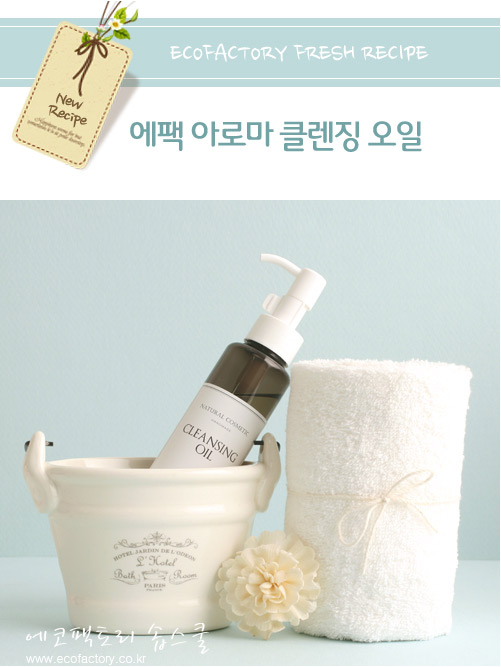 ECOFACTORY FRESH RECIPE
New
Recipe
에팩 아로마 클렌징 오일
NATURAL COSMETIC
CLEANSING
OIL
HOTEL JARDIN DE L'ODEON
L'Hotel
Bath Room
PARIS
에코팩토리 솝스쿨
www.ecofactory.co.kr